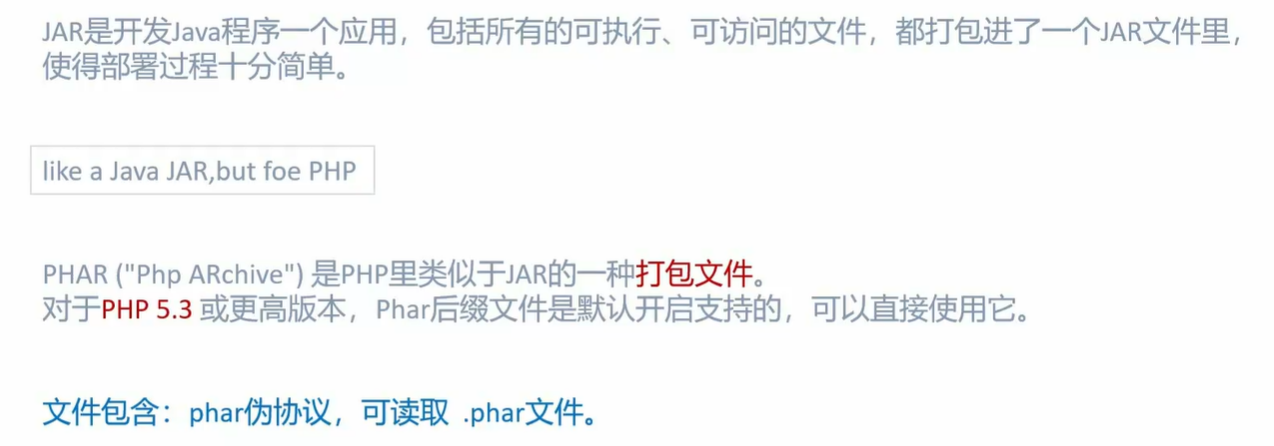 JAR是开发Java程序一个应用，包括所有的可执行、可访问的文件，都打包进了一个JAR文件里，
使得部署过程十分简单。
like a Java JAR,but foe PHP
PHAR ("Php ARchive") 是PHP里类似于JAR的一种打包文件。
对于PHP 5.3 或更高版本，Phar后缀文件是默认开启支持的，可以直接使用它。
文件包含：phar伪协议，可读取 .phar文件。